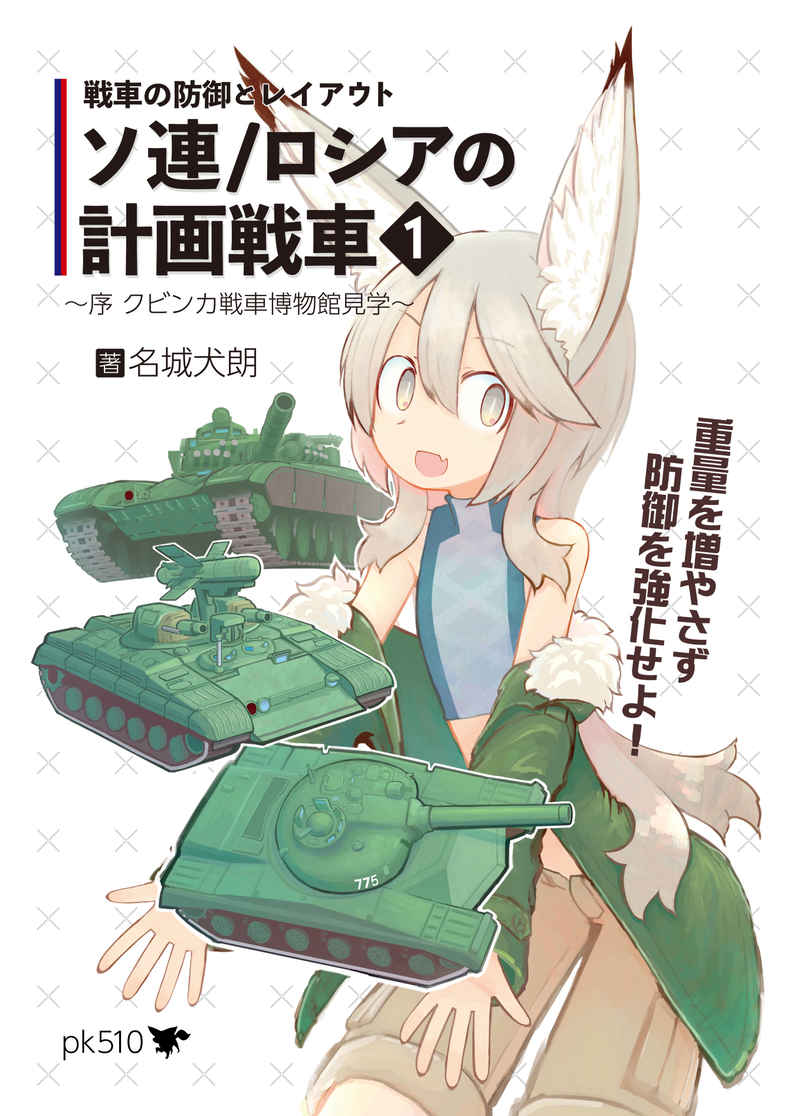 戦車の防御とレイアウト
ソ連/ロシアの
計画戦車1
～序 クビンカ戦車博物館見学～
著 名城犬朗
重量を増やさず
防御を強化せよ！
775
pk510